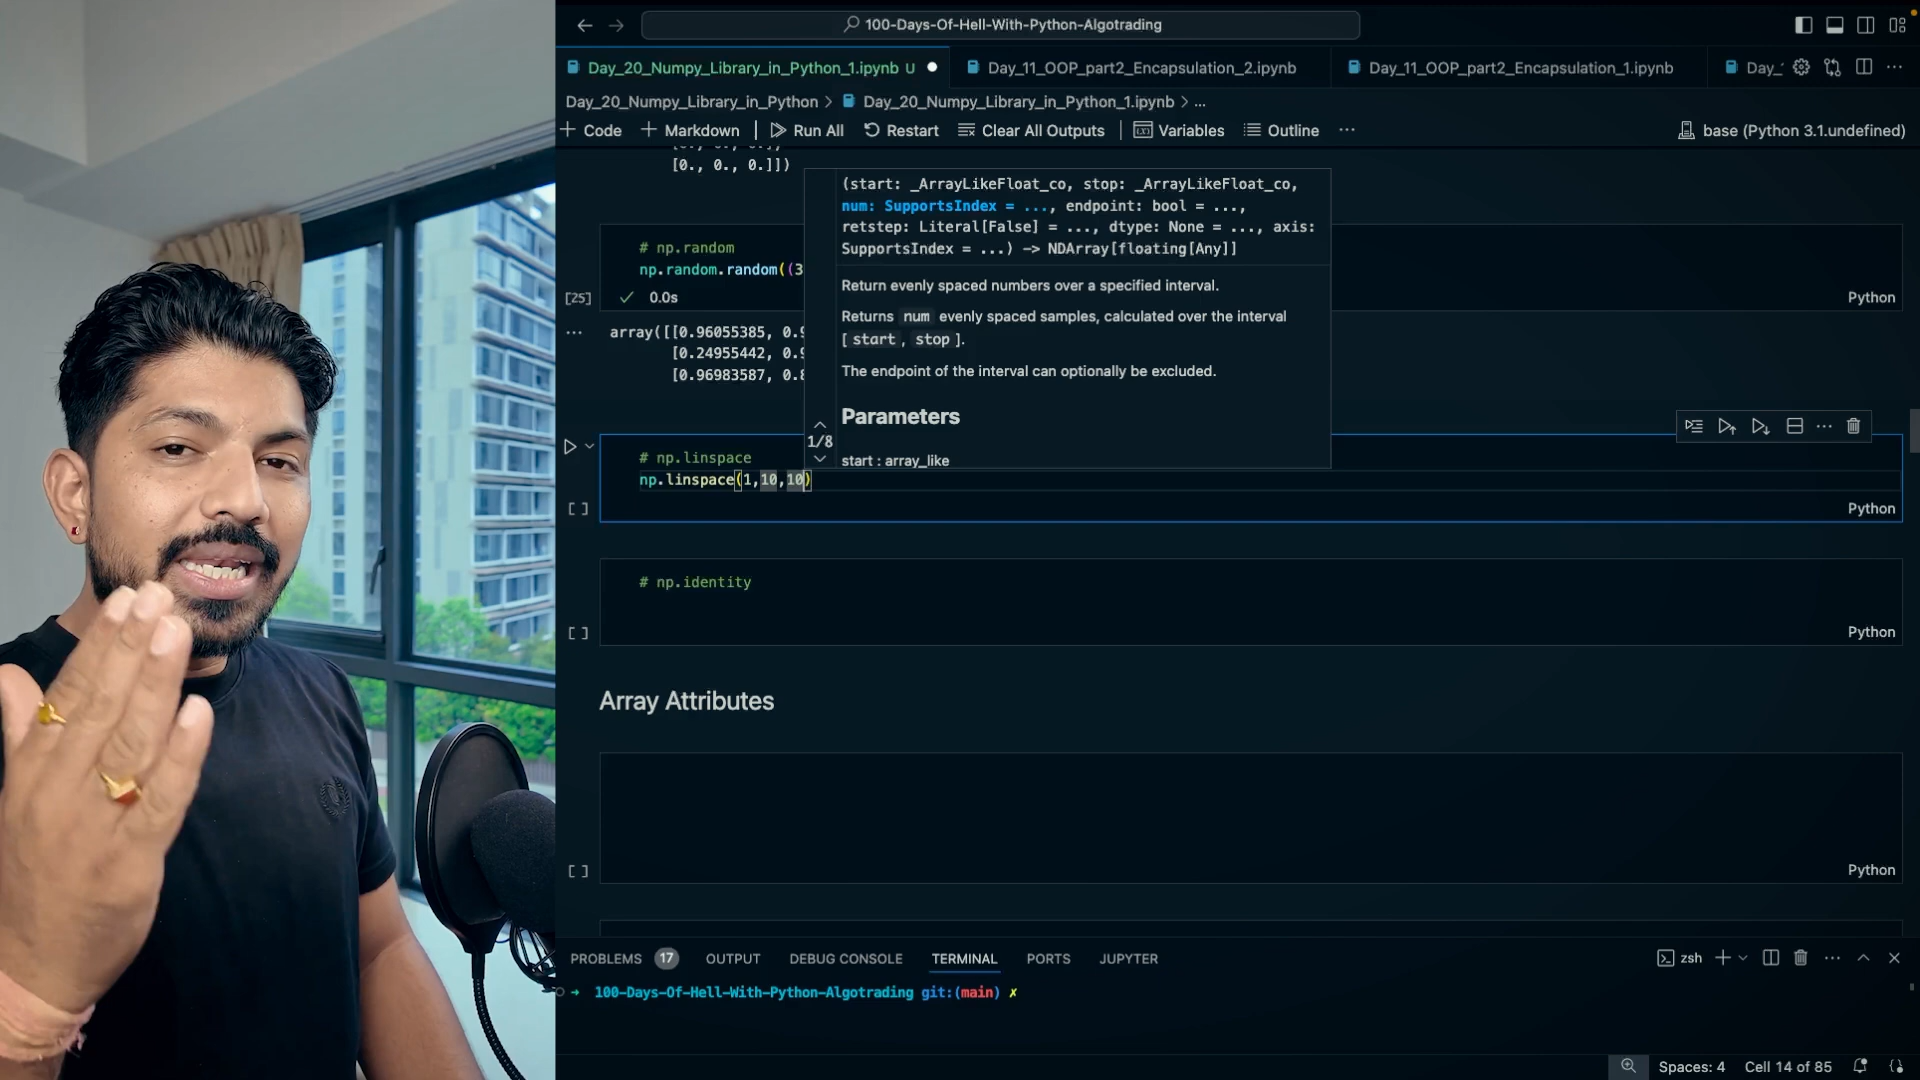 100-Days-Of-Hell-With-Python-Algotrading
Day_20_Numpy_Library_in_Python_1.ipynb U
Day_11_OOP_part2_Encapsulation_2.ipynb
Day_11_OOP_part2_Encapsulation_1.ipynb
Day_
Day_20_Numpy_Library_in_Python > Day_20_Numpy_Library_in_Python_1.ipynb > ...
+ Code + Markdown | Run All Restart Clear All Outputs | Variables Outline ...
base (Python 3.1.undefined)
[0., 0., 0.]])
(start: _ArrayLikeFloat_co, stop: _ArrayLikeFloat_co,
num: SupportsIndex = ..., endpoint: bool = ...,
retstep: Literal[False] = ..., dtype: None = ..., axis:
SupportsIndex = ...) -> NDArray[floating[Any]]
Return evenly spaced numbers over a specified interval.
Returns num evenly spaced samples, calculated over the interval
[ start , stop ].
The endpoint of the interval can optionally be excluded.
Parameters
start : array_like
1/8
# np.random
np.random.random((3
[25] ✓ 0.0s
Python
array([[0.96055385, 0.9
[0.24955442, 0.9
[0.96983587, 0.8
# np.linspace
np.linspace(1,10,10)
[ ]
Python
# np.identity
[ ]
Python
Array Attributes
[ ]
Python
PROBLEMS 17 OUTPUT DEBUG CONSOLE TERMINAL PORTS JUPYTER
zsh
→ 100-Days-Of-Hell-With-Python-Algotrading git:(main) ✗
Spaces: 4 Cell 14 of 85